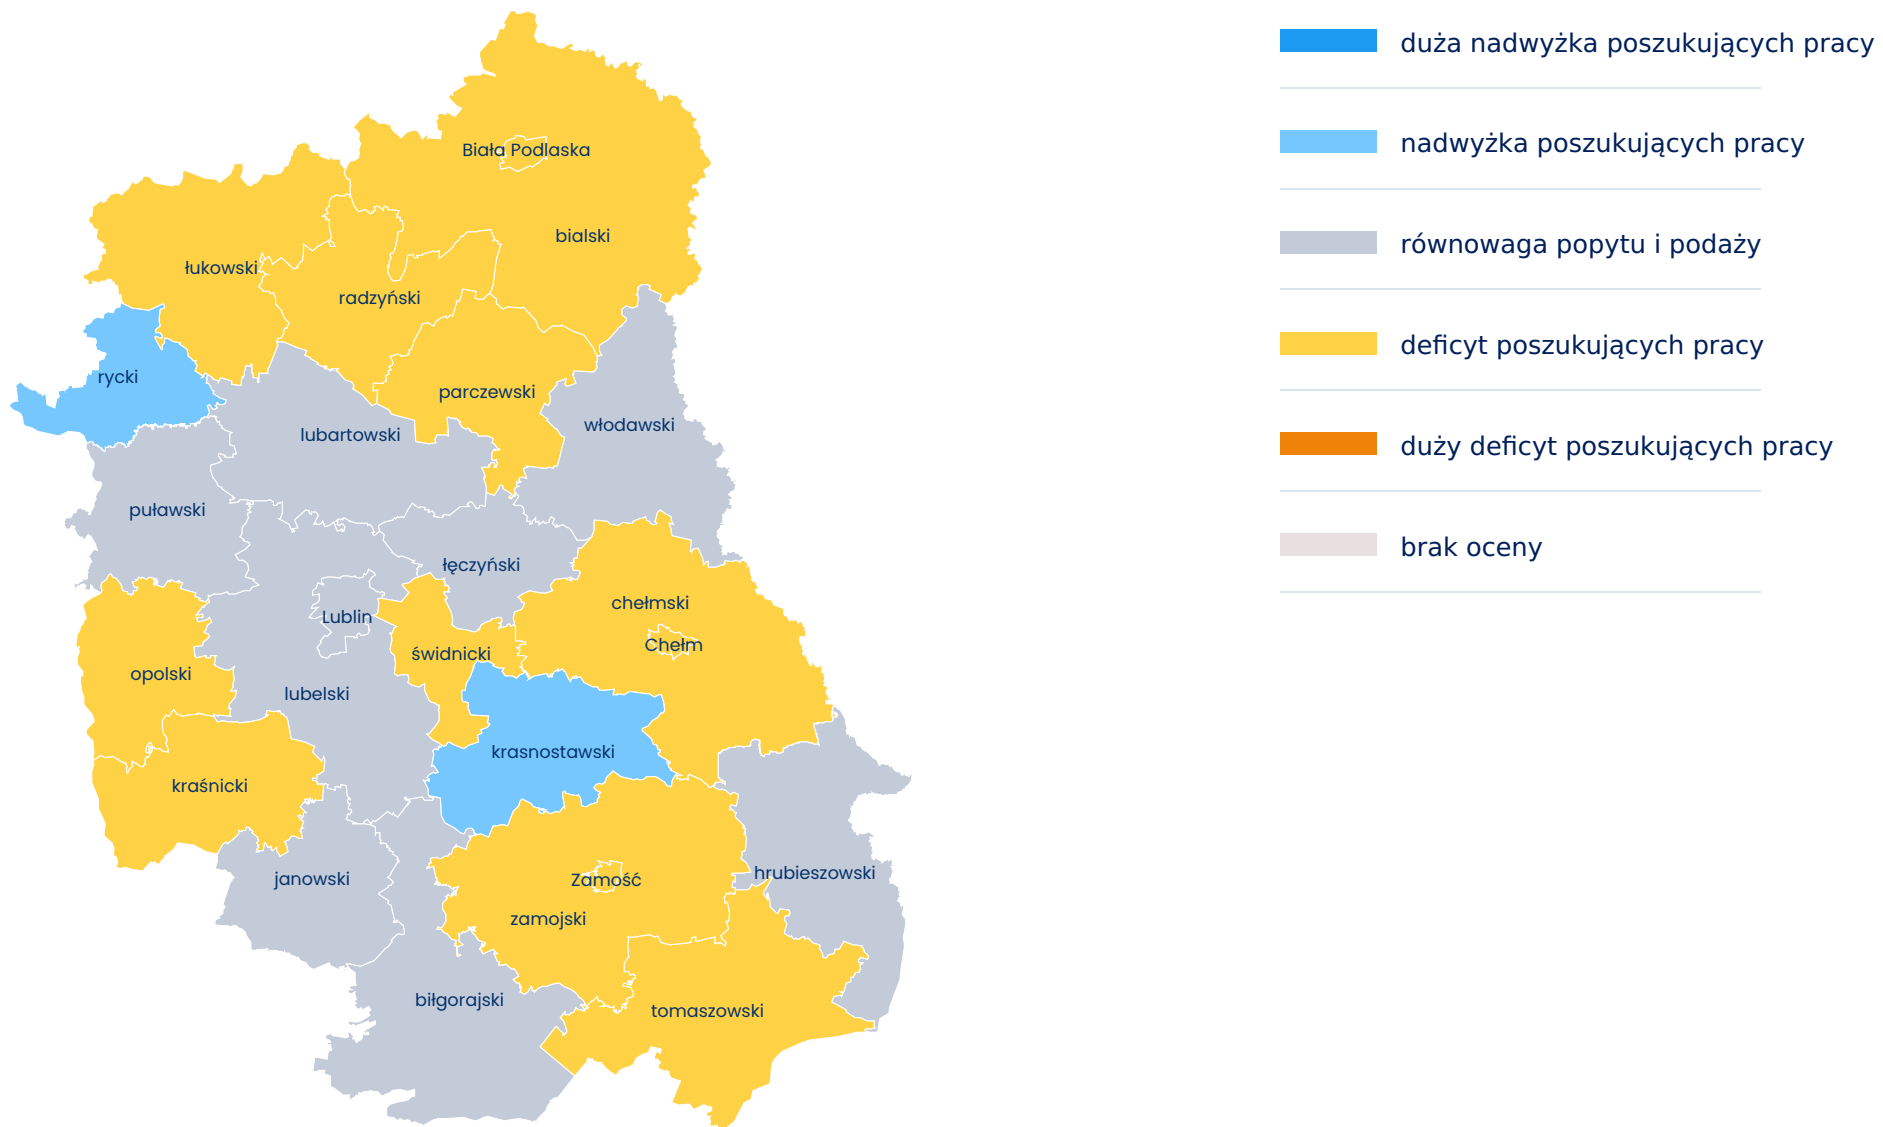 Biała Podlaska
bialski
łukowski
radzyński
rycki
parczewski
włodawski
lubartowski
puławski
łęczyński
chełmski
Lublin
Chełm
świdnicki
opolski
lubelski
krasnostawski
kraśnicki
hrubieszowski
janowski
Zamość
zamojski
biłgorajski
tomaszowski
duża nadwyżka poszukujących pracy
nadwyżka poszukujących pracy
równowaga popytu i podaży
deficyt poszukujących pracy
duży deficyt poszukujących pracy
brak oceny